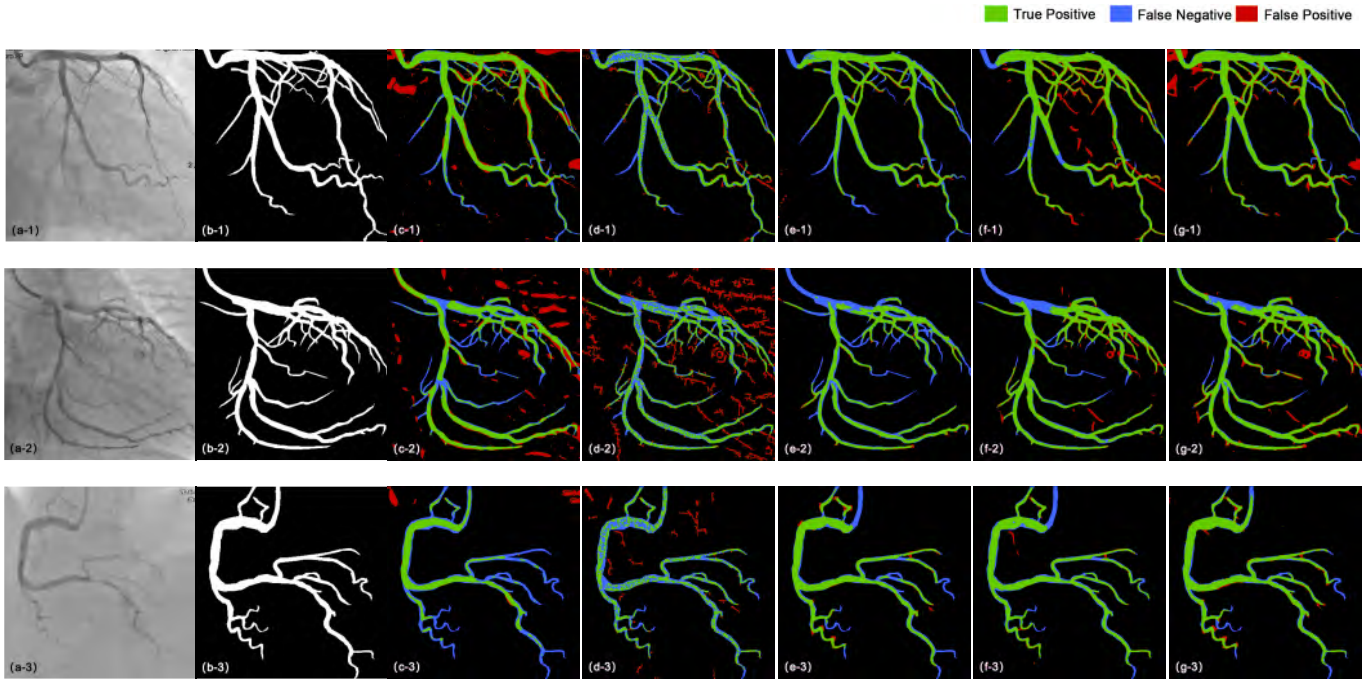 True Positive False Negative False Positive
(a-1) (b-1) (c-1) (d-1) (e-1) (f-1) (g-1)
(a-2) (b-2) (c-2) (d-2) (e-2) (f-2) (g-2)
(a-3) (b-3) (c-3) (d-3) (e-3) (f-3) (g-3)